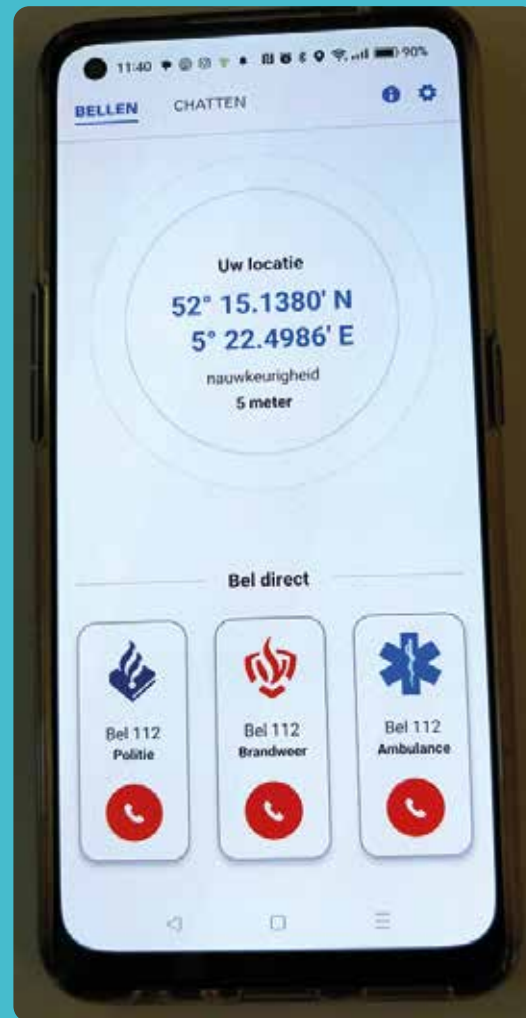 11:40
90%
BELLEN CHATTEN
Uw locatie
52° 15.1380' N
5° 22.4986' E
nauwkeurigheid
5 meter
Bel direct
Bel 112
Politie
Bel 112
Brandweer
Bel 112
Ambulance